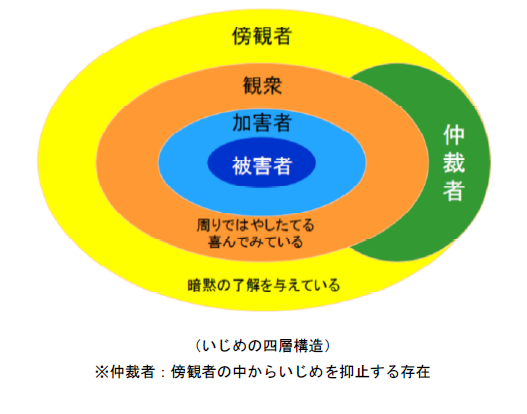 傍観者
観衆
加害者
被害者
仲裁者
周りではやしたてる
喜んでみている
暗黙の了解を与えている
（いじめの四層構造）
※仲裁者：傍観者の中からいじめを抑止する存在